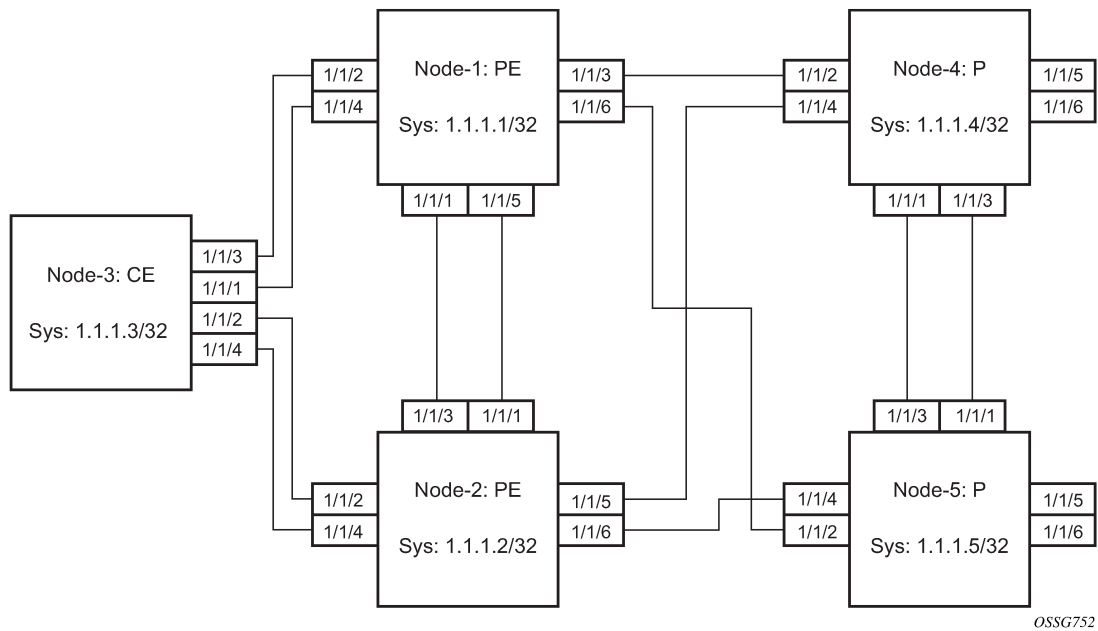 Node-1: PE
Sys: 1.1.1.1/32
1/1/2
1/1/4
1/1/3
1/1/6
1/1/1
1/1/5
Node-4: P
Sys: 1.1.1.4/32
1/1/2
1/1/4
1/1/5
1/1/6
1/1/1
1/1/3
Node-3: CE
Sys: 1.1.1.3/32
1/1/3
1/1/1
1/1/2
1/1/4
1/1/3
1/1/1
Node-2: PE
Sys: 1.1.1.2/32
1/1/2
1/1/4
1/1/5
1/1/6
1/1/3
1/1/1
Node-5: P
Sys: 1.1.1.5/32
1/1/4
1/1/2
1/1/5
1/1/6
OSSG752